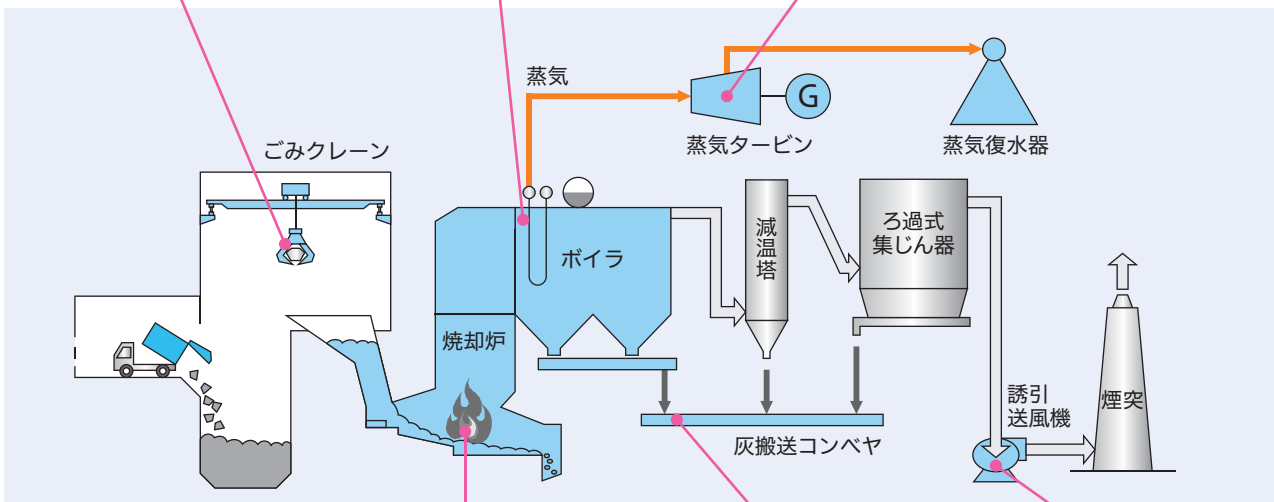 蒸気
G
蒸気タービン
蒸気復水器
ごみクレーン
ボイラ
減温塔
ろ過式
集じん器
焼却炉
誘引
送風機
煙突
灰搬送コンベヤ